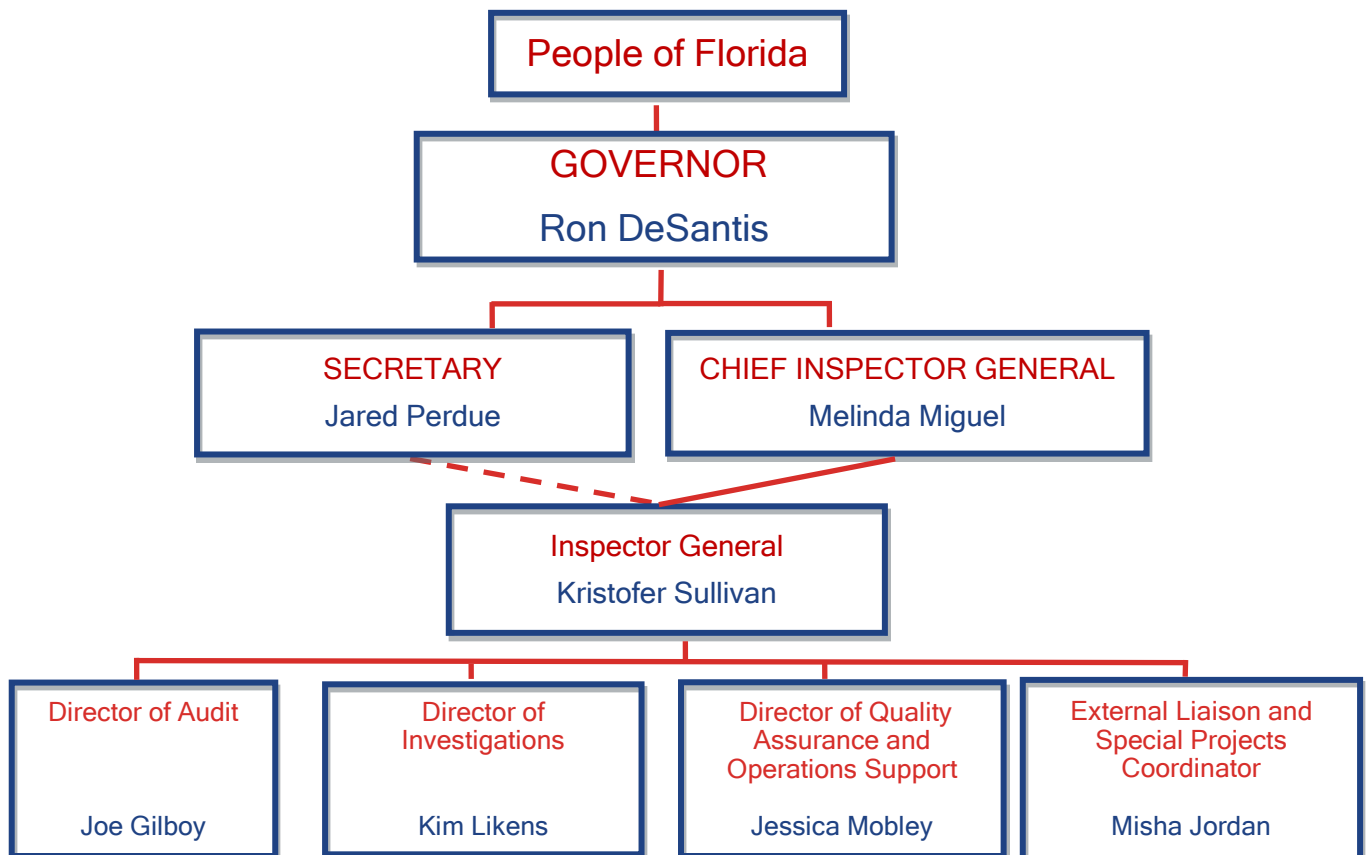 People of Florida
GOVERNOR
Ron DeSantis
SECRETARY
Jared Perdue
CHIEF INSPECTOR GENERAL
Melinda Miguel
Inspector General
Kristofer Sullivan
Director of Audit
Joe Gilboy
Director of
Investigations
Kim Likens
Director of Quality
Assurance and
Operations Support
Jessica Mobley
External Liaison and
Special Projects
Coordinator
Misha Jordan